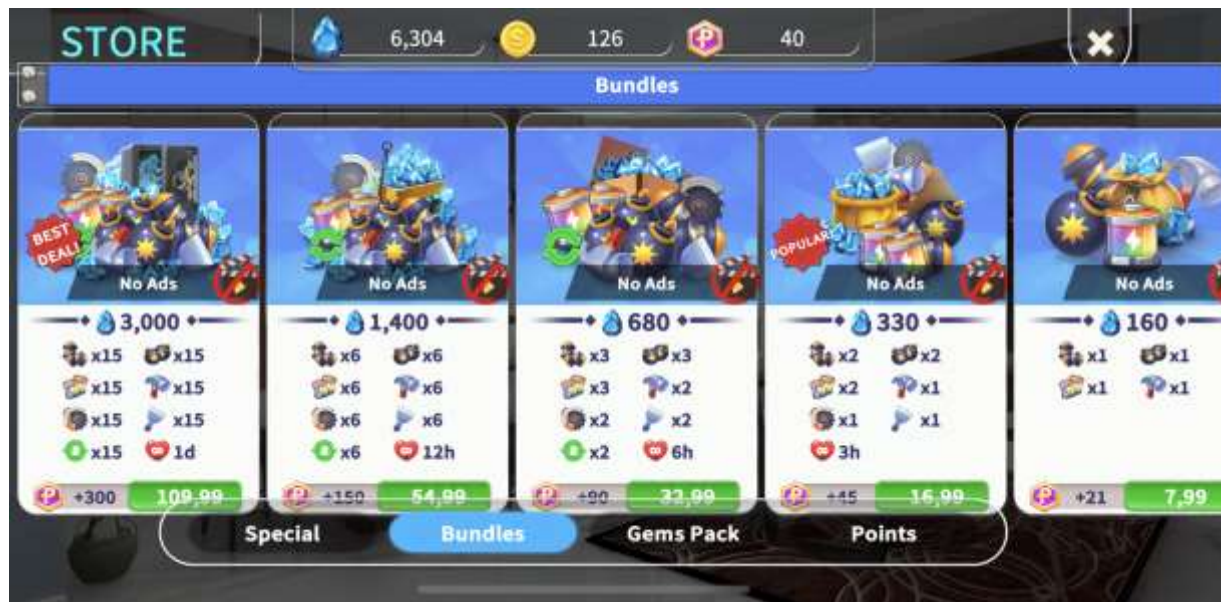 STORE
6,304
126
40
Bundles
BEST
DEAL!
No Ads
3,000
x15 x15
x15 x15
x15 x15
x15 1d
+300 109,99
No Ads
1,400
x6 x6
x6 x6
x6 x6
x6 12h
+150 54,99
No Ads
680
x3 x3
x3 x2
x2 x2
x2 6h
+90 32,99
POPULAR!
No Ads
330
x2 x2
x2 x1
x1 x1
3h
+45 16,99
No Ads
160
x1 x1
x1 x1
+21 7,99
Special
Bundles
Gems Pack
Points